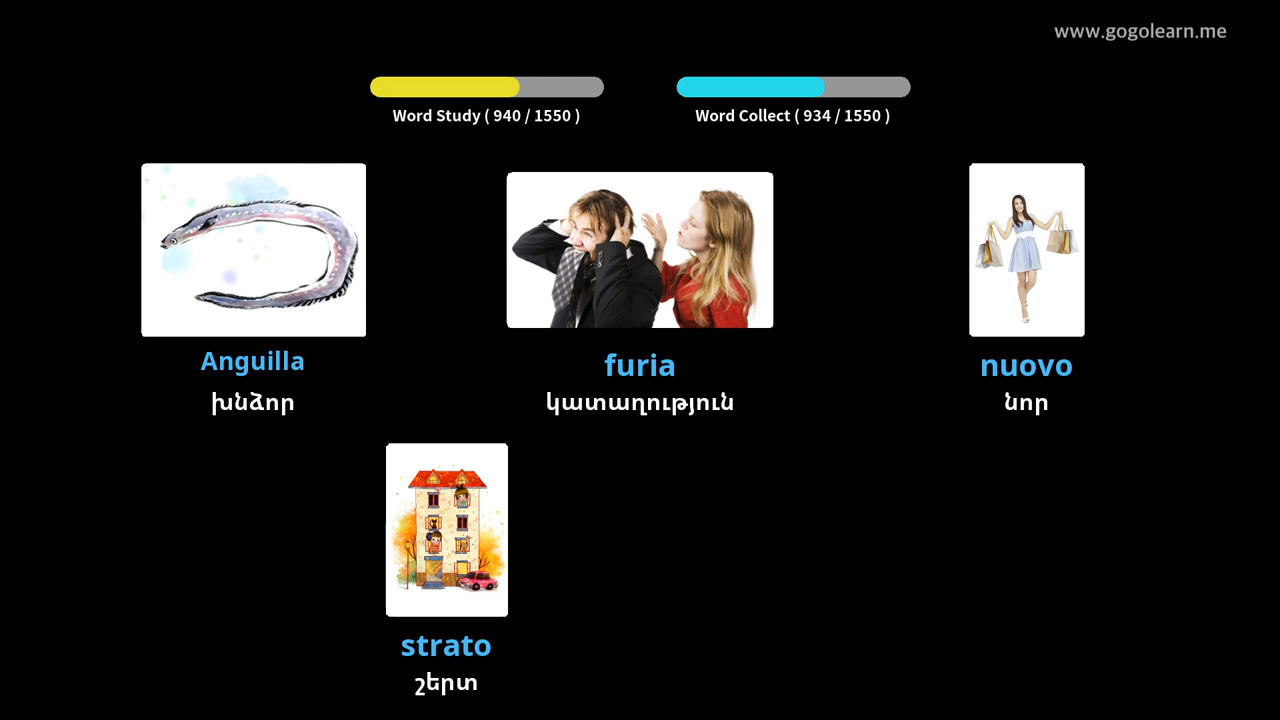 www.gogolearn.me
Word Study ( 940 / 1550 )
Word Collect ( 934 / 1550 )
Anguilla
խնձոր
furia
կատաղություն
nuovo
նոր
strato
շերտ